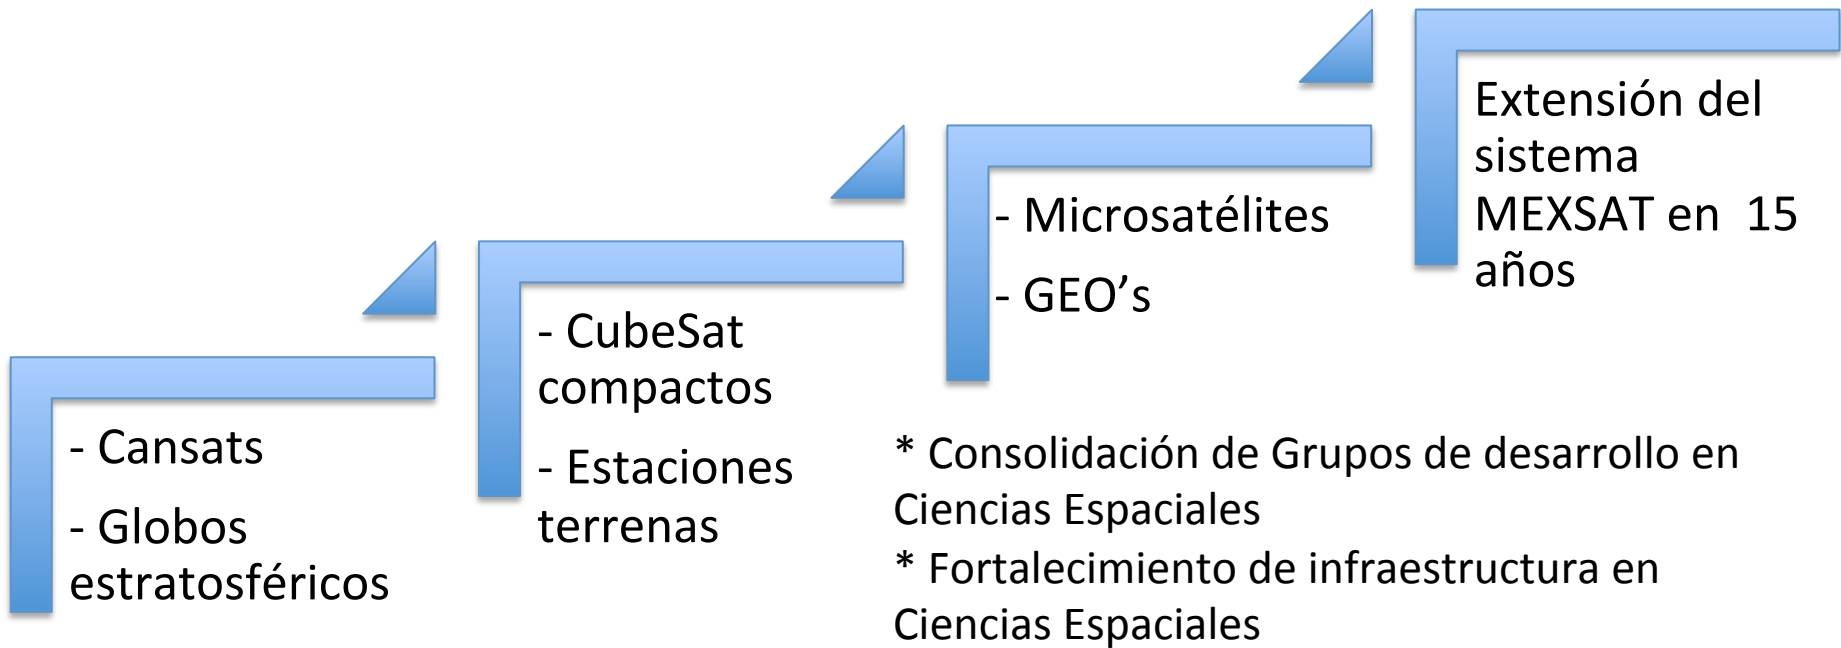 - Cansats
- Globos
estratosféricos
- CubeSat
compactos
- Estaciones
terrenas
- Microsatélites
- GEO’s
Extensión del
sistema
MEXSAT en  15
años
* Consolidación de Grupos de desarrollo en
Ciencias Espaciales
* Fortalecimiento de infraestructura en
Ciencias Espaciales